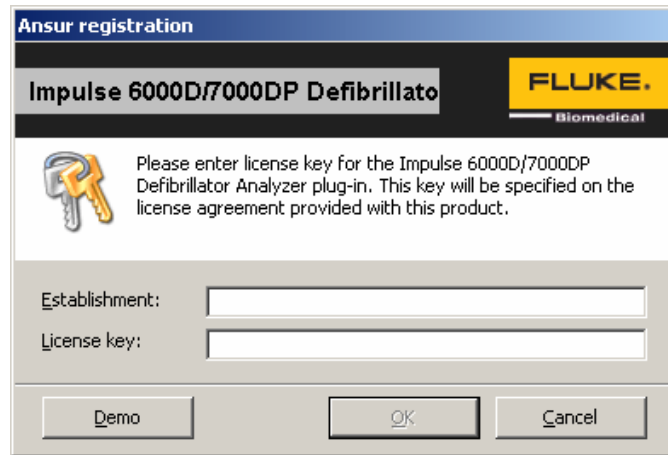 Ansur registration
Impulse 6000D/7000DP Defibrillato
FLUKE.
Biomedical
Please enter license key for the Impulse 6000D/7000DP
Defibrillator Analyzer plug-in. This key will be specified on the
license agreement provided with this product.
Establishment:
License key:
Demo
OK
Cancel